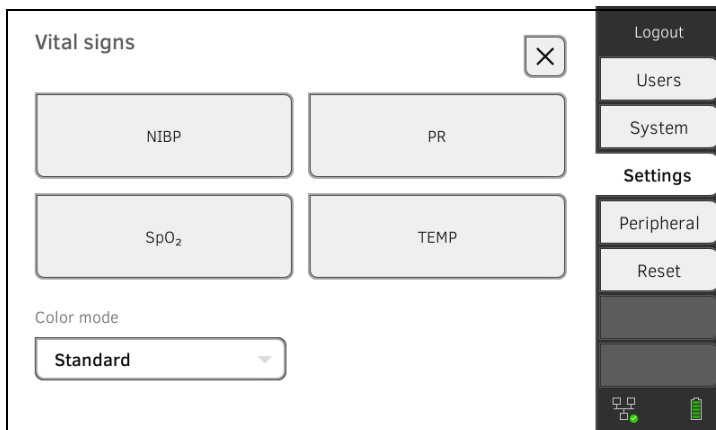 Vital signs
NIBP
PR
SpO₂
TEMP
Color mode
Standard
Logout
Users
System
Settings
Peripheral
Reset